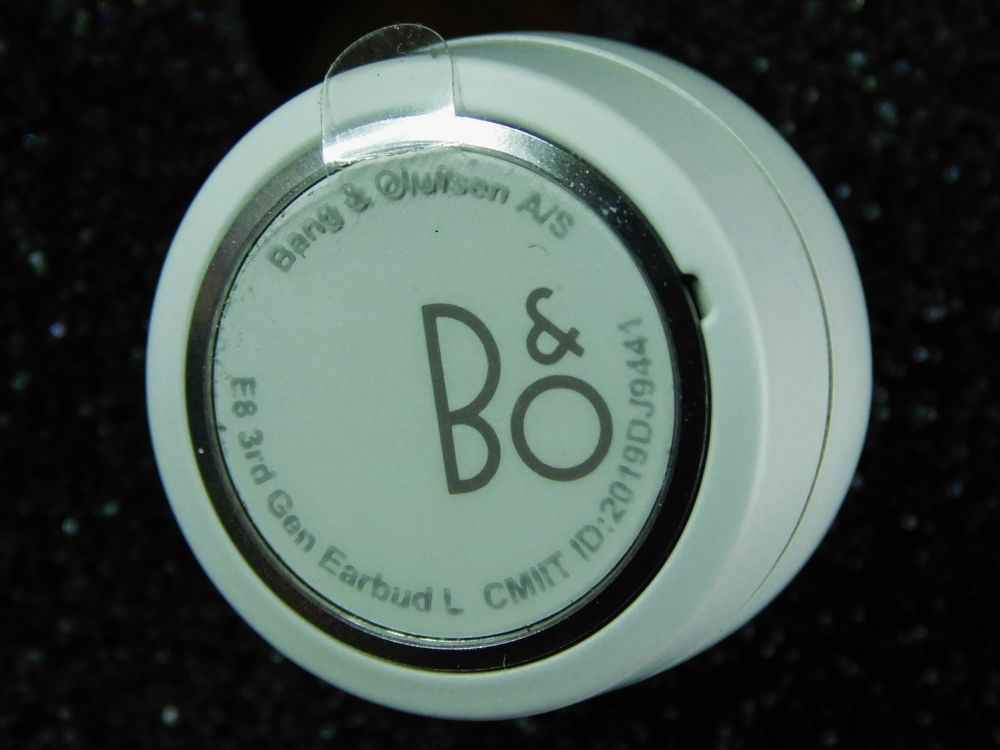 Bang & Olufsen A/S
B&O
E8 3rd Gen Earbud L CMIIT ID:2019DJ9441